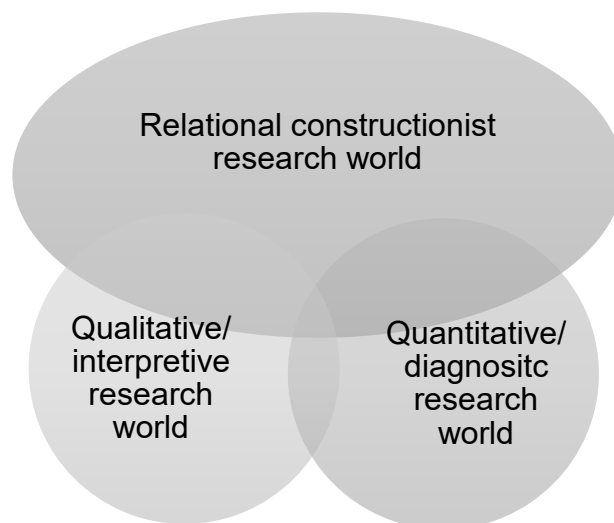 Relational constructionist
research world
Qualitative/
interpretive
research
world
Quantitative/
diagnositc
research
world